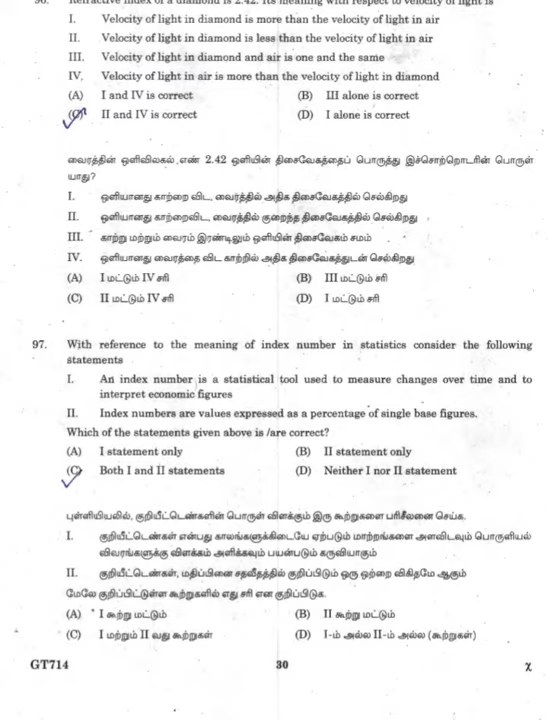 96. Refractive index of a diamond is 2.42. Its meaning with respect to velocity of light is
I. Velocity of light in diamond is more than the velocity of light in air
II. Velocity of light in diamond is less than the velocity of light in air
III. Velocity of light in diamond and air is one and the same
IV. Velocity of light in air is more than the velocity of light in diamond
(A) I and IV is correct (B) III alone is correct
(C) II and IV is correct (D) I alone is correct
வைரத்தின் ஒளிவிலகல் எண் 2.42 ஒளியின் திசைவேகத்தைப் பொருத்து இச்சொற்றொடரின் பொருள்
யாது?
I. ஒளியானது காற்றை விட, வைரத்தில் அதிக திசைவேகத்தில் செல்கிறது
II. ஒளியானது காற்றைவிட, வைரத்தில் குறைந்த திசைவேகத்தில் செல்கிறது
III. காற்று மற்றும் வைரம் இரண்டிலும் ஒளியின் திசைவேகம் சமம்
IV. ஒளியானது வைரத்தை விட காற்றில் அதிக திசைவேகத்துடன் செல்கிறது
(A) I மட்டும் IV சரி (B) III மட்டும் சரி
(C) II மட்டும் IV சரி (D) I மட்டும் சரி
97. With reference to the meaning of index number in statistics consider the following
statements
I. An index number is a statistical tool used to measure changes over time and to
interpret economic figures
II. Index numbers are values expressed as a percentage of single base figures.
Which of the statements given above is /are correct?
(A) I statement only (B) II statement only
(C) Both I and II statements (D) Neither I nor II statement
புள்ளியியலில், குறியீட்டெண்களின் பொருள் விளக்கும் இரு கூற்றுகளை பரிசீலனை செய்க.
I. குறியீட்டெண்கள் என்பது காலங்களுக்கிடையே ஏற்படும் மாற்றங்களை அளவிடவும் பொருளியல்
விவரங்களுக்கு விளக்கம் அளிக்கவும் பயன்படும் கருவியாகும்
II. குறியீட்டெண்கள், மதிப்பினை சதவீதத்தில் குறிப்பிடும் ஒரு ஒற்றை விகிதமே ஆகும்
மேலே குறிப்பிட்டுள்ள கூற்றுகளில் எது சரி என குறிப்பிடுக.
(A) I கூற்று மட்டும் (B) II கூற்று மட்டும்
(C) I மற்றும் II வது கூற்றுகள் (D) I-ம் அல்ல II-ம் அல்ல (கூற்றுகள்)
GT714 30 χ